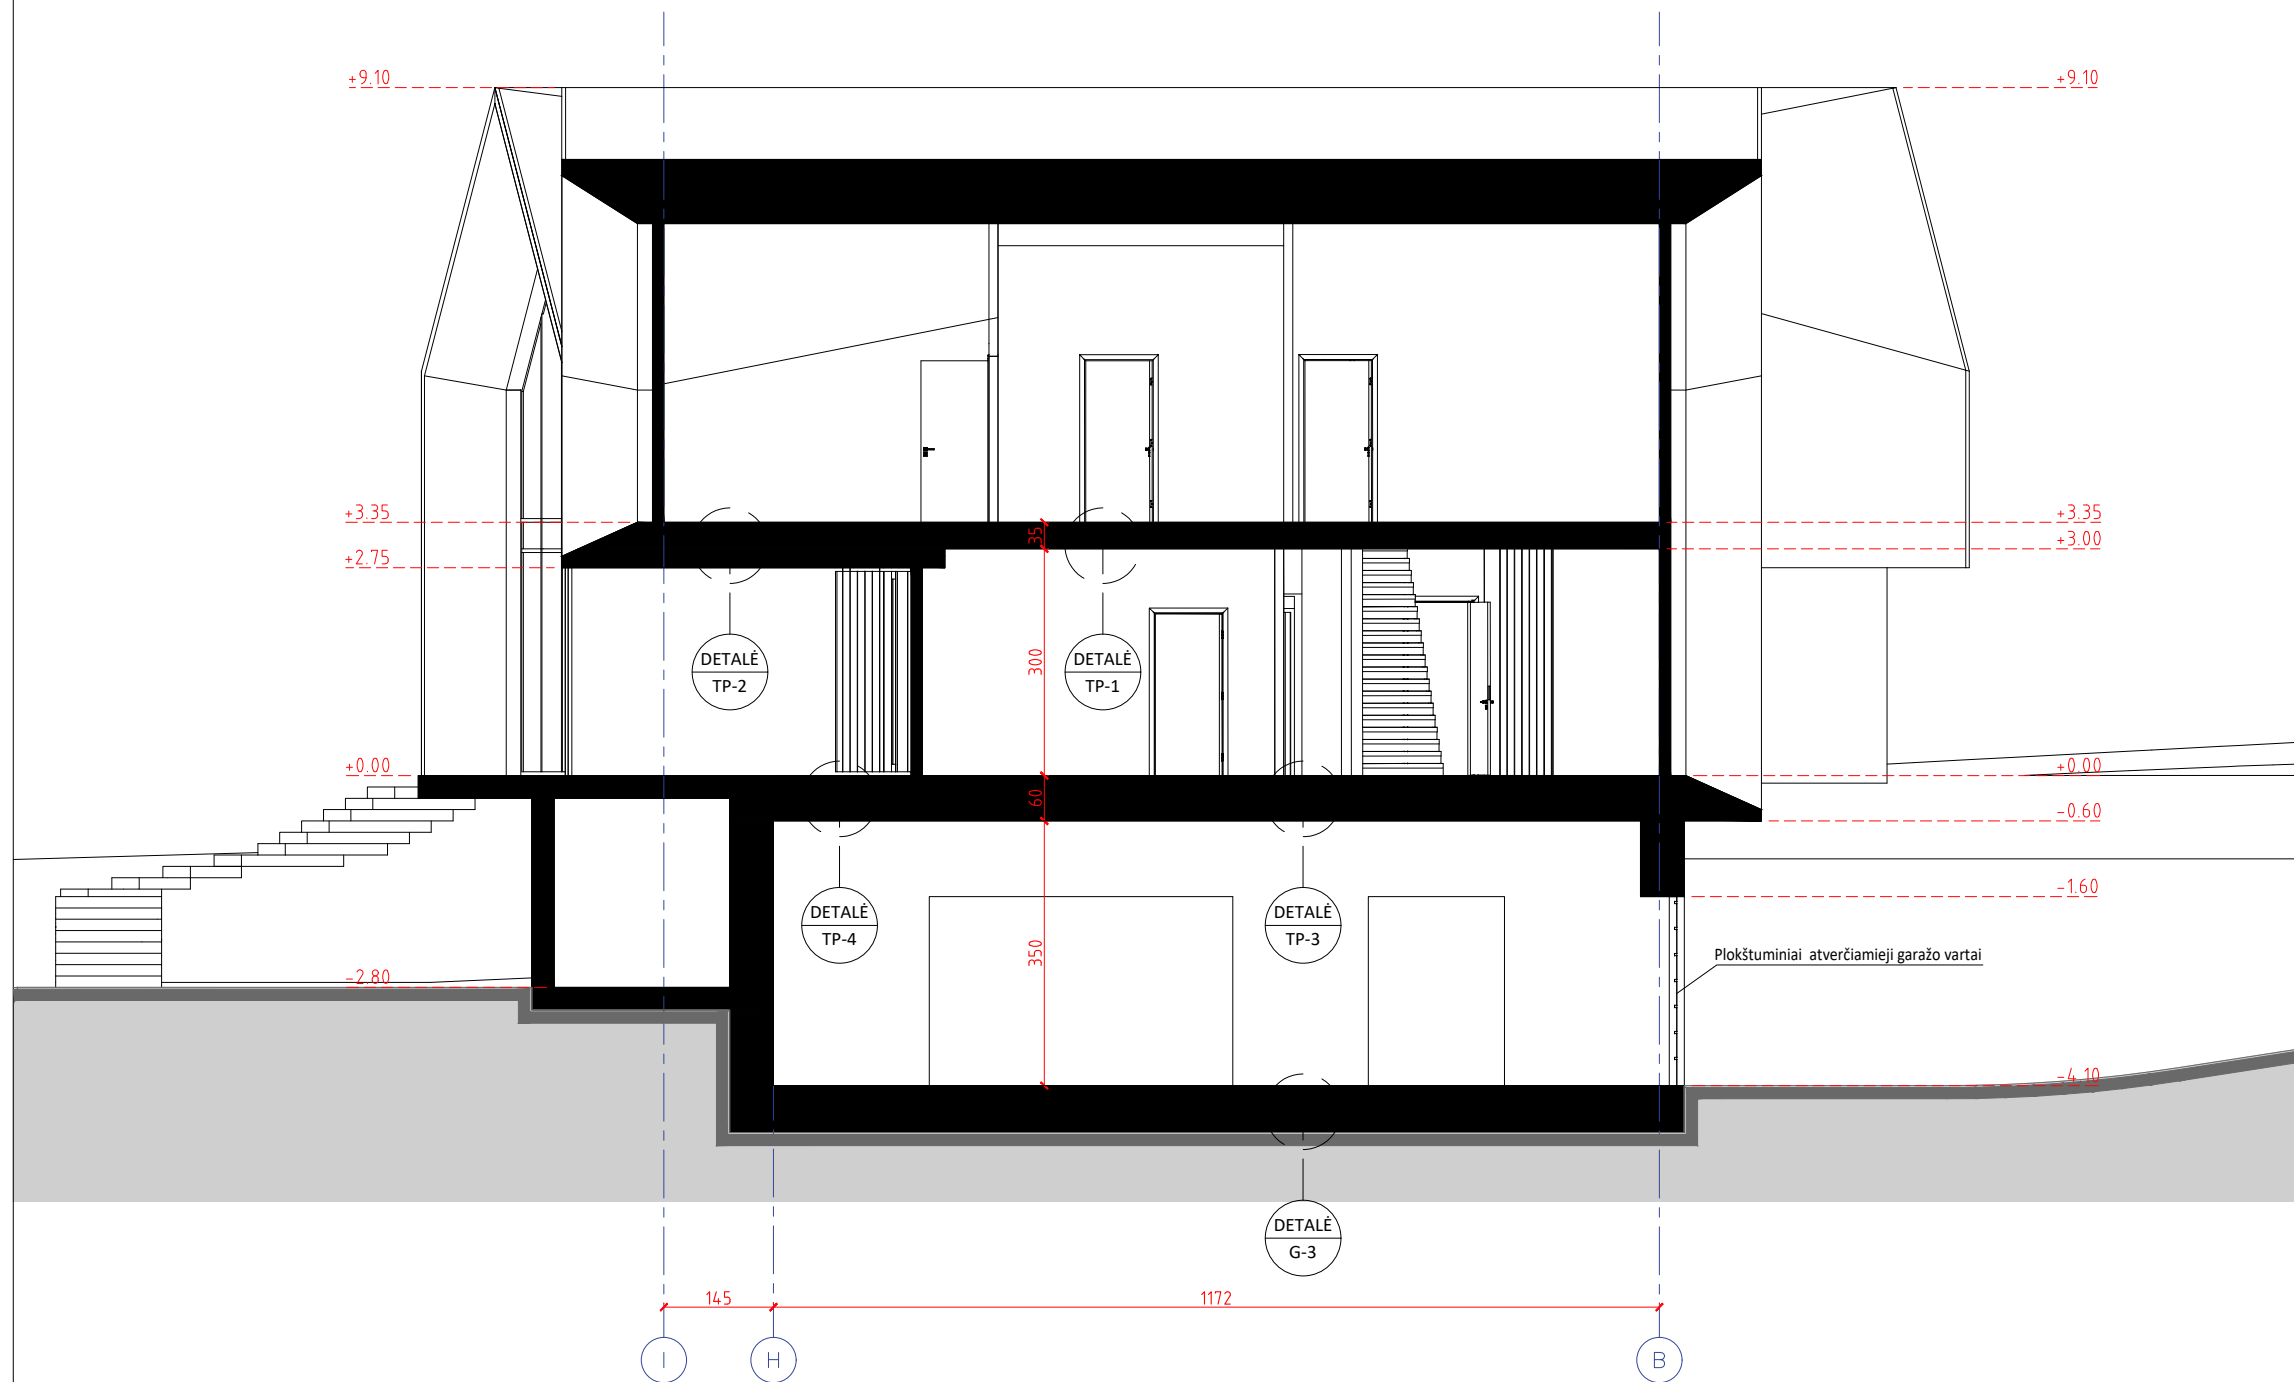 +9.10
+9.10
+3.35
+3.35
35
+3.00
+2.75
300
DETALĖ
TP-2
DETALĖ
TP-1
+0.00
+0.00
60
-0.60
-1.60
DETALĖ
TP-4
DETALĖ
TP-3
350
Plokštuminiai atverčiamieji garažo vartai
-2.80
-4.10
DETALĖ
G-3
145
1172
I
H
B